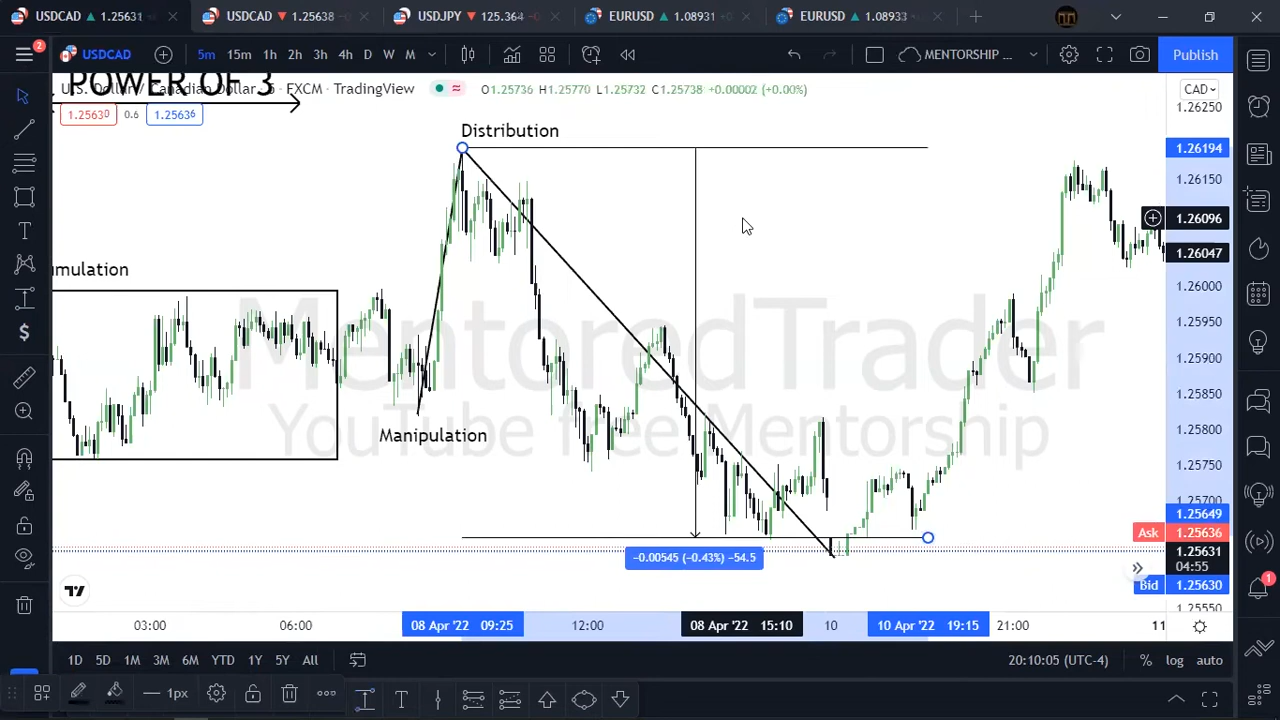 USDCAD ▲ 1.25631
USDCAD ▼ 1.25638
USDJPY ▼ 125.364
EURUSD ▲ 1.08931
EURUSD ▲ 1.08933
2
USDCAD
5m 15m 1h 2h 3h 4h D W M
MENTORSHIP ...
Publish
POWER OF 3
U.S. Dollar / Canadian Dollar · 5 · FXCM · TradingView
O1.25736 H1.25770 L1.25732 C1.25738 +0.00002 (+0.00%)
CAD
1.25630 0.6 1.25636
1.26250
Distribution
1.26194
1.26150
1.26096
1.26047
umulation
1.26000
1.25950
MentoredTrader
1.25900
1.25850
YouTube free Mentorship
Manipulation
1.25800
1.25750
1.25700
1.25649
Ask 1.25636
−0.00545 (−0.43%) −54.5
1.25631
04:55
Bid 1.25630
1
1.25550
03:00 06:00 08 Apr '22 09:25 12:00 08 Apr '22 15:10 10 10 Apr '22 19:15 21:00 11
1D 5D 1M 3M 6M YTD 1Y 5Y All
20:10:05 (UTC-4) % log auto
1px